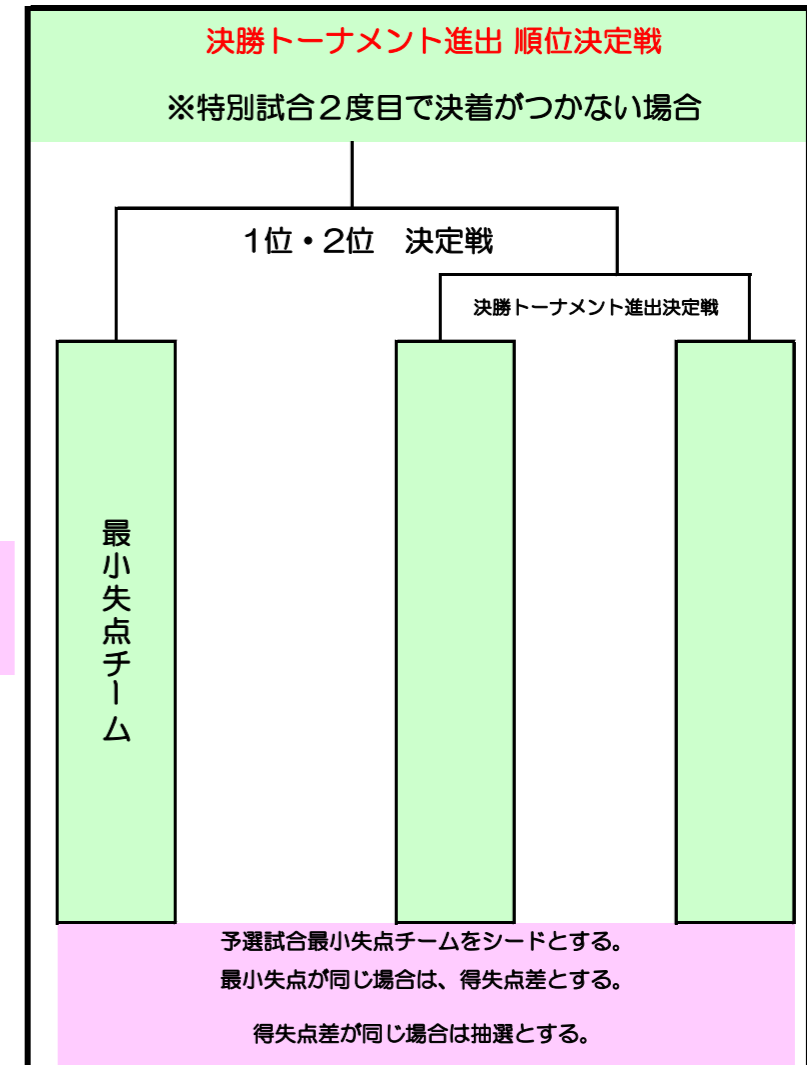 決勝トーナメント進出 順位決定戦
※特別試合２度目で決着がつかない場合
1位・2位　決定戦
決勝トーナメント進出決定戦
最小失点チーム
予選試合最小失点チームをシードとする。
最小失点が同じ場合は、得失点差とする。
得失点差が同じ場合は抽選とする。